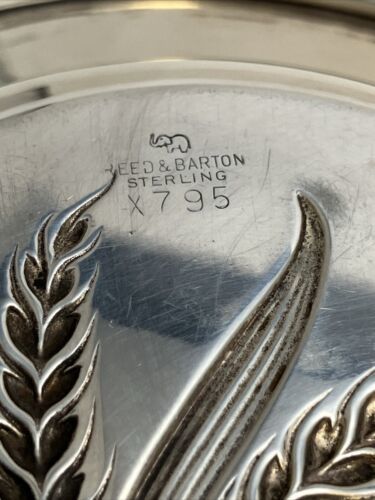 REED & BARTON
STERLING
X795